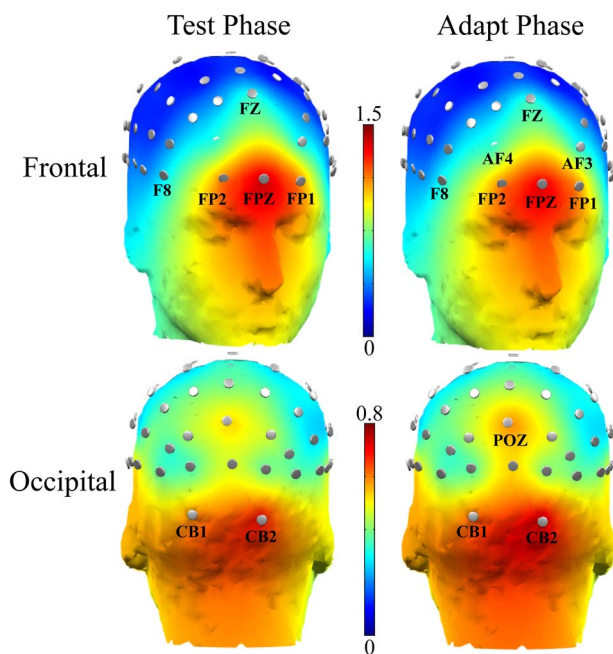 Test Phase
Adapt Phase
Frontal
1.5
0
FZ
F8
FP2
FPZ
FP1
FZ
AF4
AF3
F8
FP2
FPZ
FP1
Occipital
0.8
0
CB1
CB2
POZ
CB1
CB2